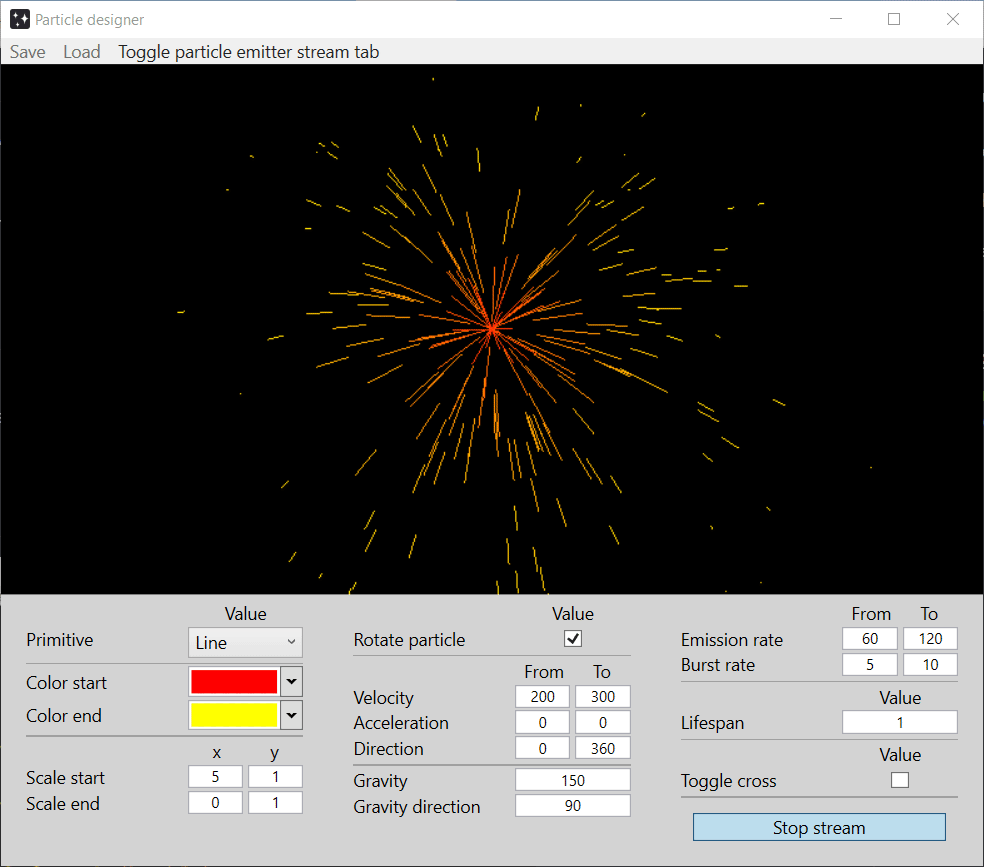 Particle designer
Save Load Toggle particle emitter stream tab
Value
Primitive Line
Color start
Color end
x y
Scale start 5 1
Scale end 0 1
Value
Rotate particle
From To
Velocity 200 300
Acceleration 0 0
Direction 0 360
Gravity 150
Gravity direction 90
From To
Emission rate 60 120
Burst rate 5 10
Value
Lifespan 1
Value
Toggle cross
Stop stream